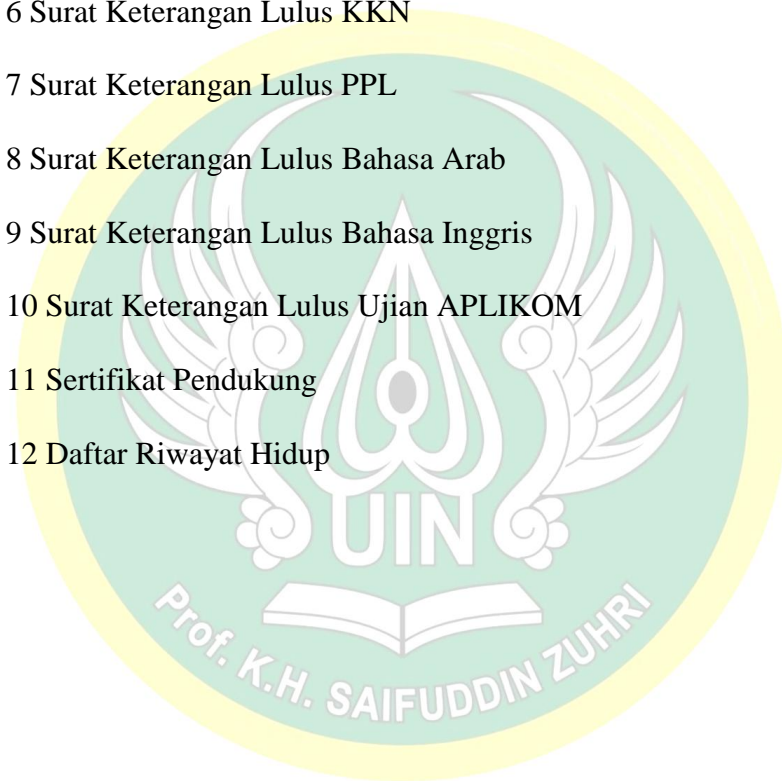 6 Surat Keterangan Lulus KKN
7 Surat Keterangan Lulus PPL
8 Surat Keterangan Lulus Bahasa Arab
9 Surat Keterangan Lulus Bahasa Inggris
10 Surat Keterangan Lulus Ujian APLIKOM
11 Sertifikat Pendukung
12 Daftar Riwayat Hidup
UIN
Prof. K.H. SAIFUDDIN ZUHRI